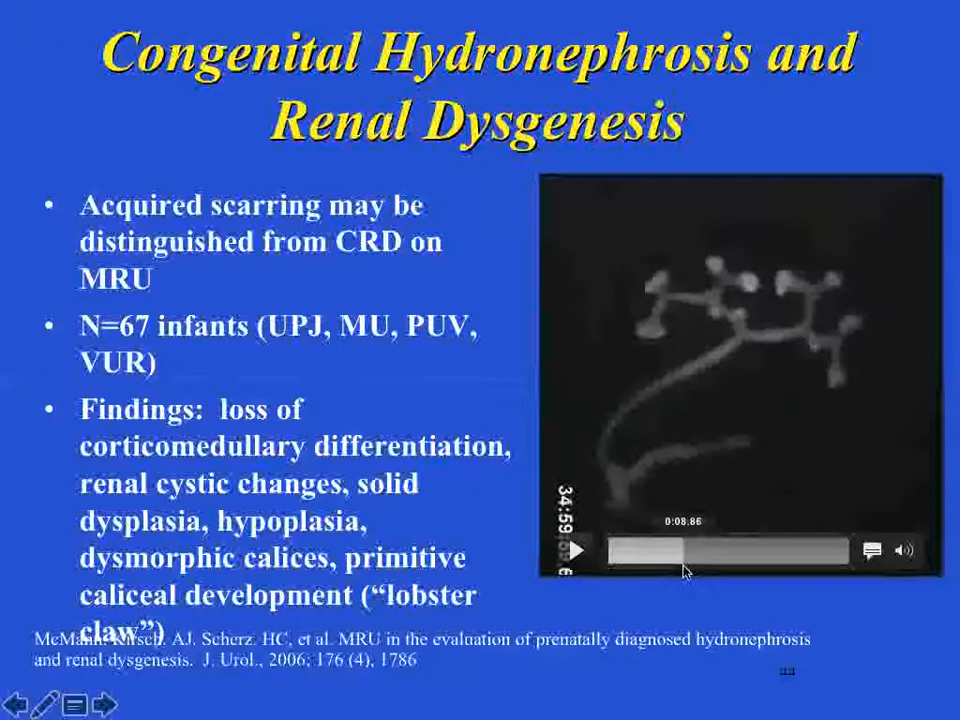 Congenital Hydronephrosis and
Renal Dysgenesis
• Acquired scarring may be
distinguished from CRD on
MRU
• N=67 infants (UPJ, MU, PUV,
VUR)
• Findings: loss of
corticomedullary differentiation,
renal cystic changes, solid
dysplasia, hypoplasia,
dysmorphic calices, primitive
caliceal development (“lobster
claw”)
34:59
0:08.86
McMann. Kirsch. AJ. Scherz. HC, et al. MRU in the evaluation of prenatally diagnosed hydronephrosis
and renal dysgenesis. J. Urol., 2006; 176 (4), 1786